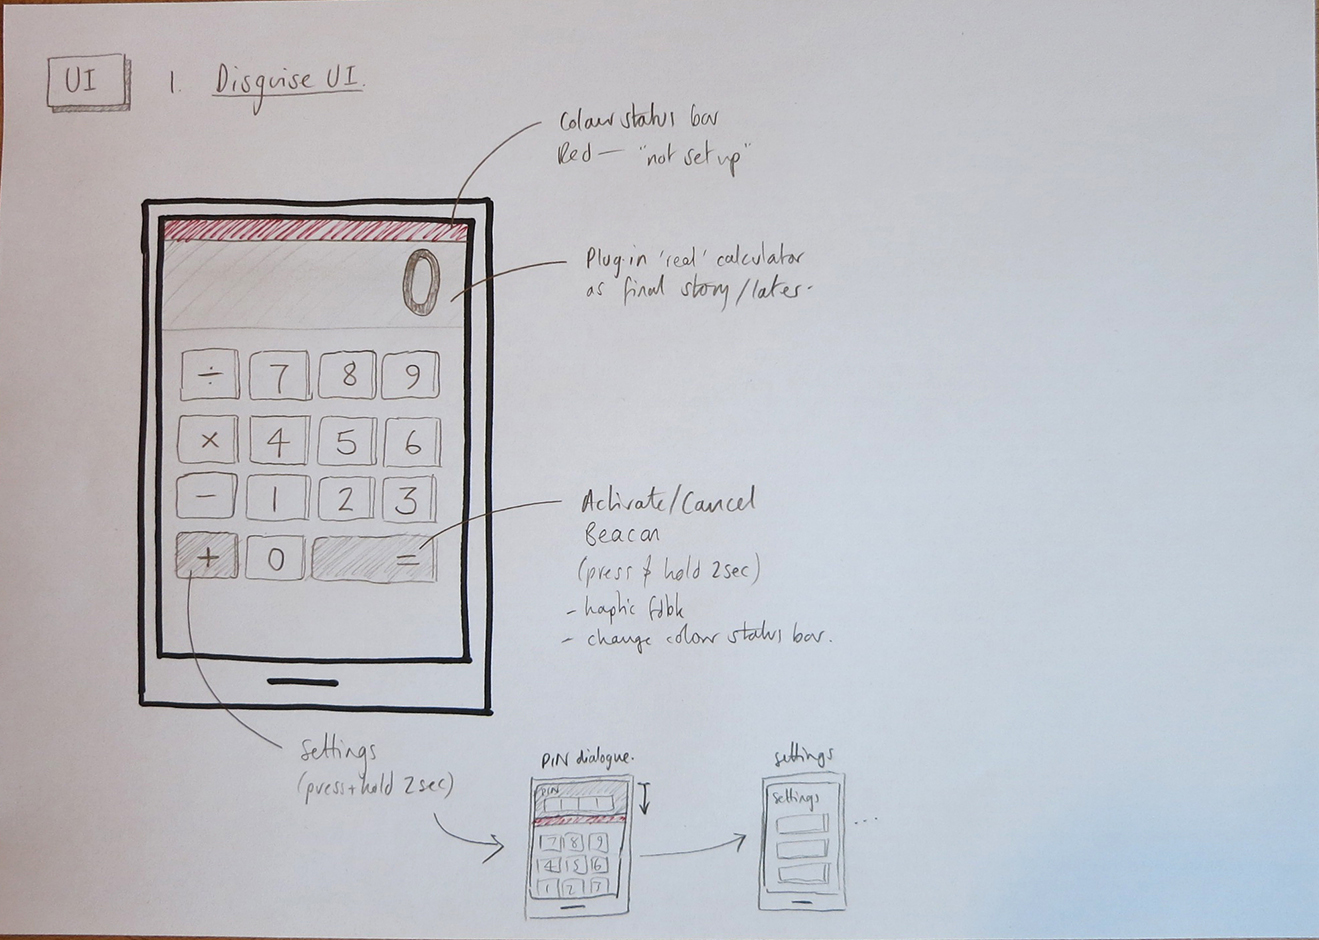 UI
1. Disguise UI.
Colour status bar
Red — "not set up"
0
Plug-in 'real' calculator
as final story/later.
÷ 7 8 9
× 4 5 6
− 1 2 3
+ 0 =
Activate/Cancel
Beacon
(press & hold 2sec)
- haptic fdbk
- change colour status bar.
Settings
(press + hold 2sec)
PIN dialogue.
PIN
7 8 9
4 5 6
1 2 3
settings
Settings
...